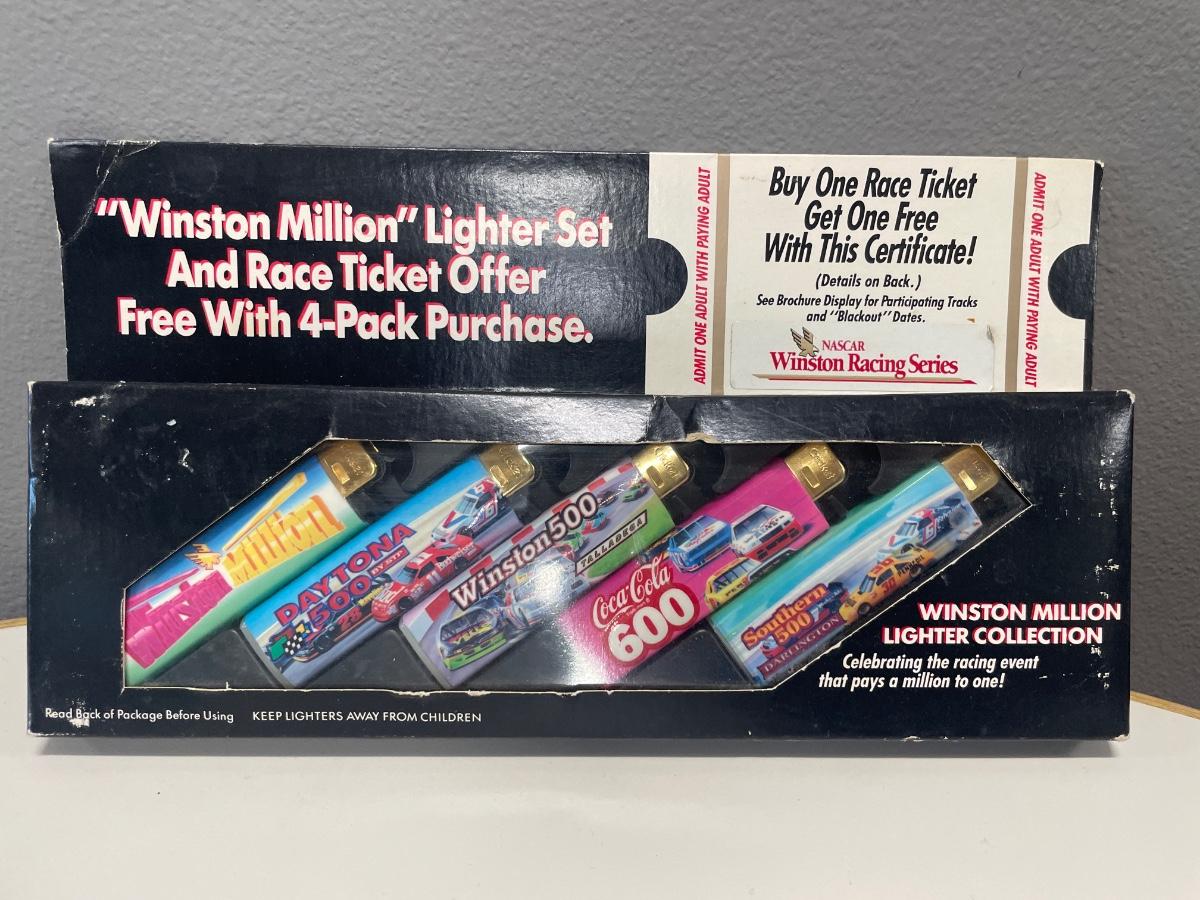 "Winston Million" Lighter Set
And Race Ticket Offer
Free With 4-Pack Purchase.
ADMIT ONE ADULT WITH PAYING ADULT
Buy One Race Ticket
Get One Free
With This Certificate!
(Details on Back.)
See Brochure Display for Participating Tracks
and "Blackout" Dates.
NASCAR
Winston Racing Series
ADMIT ONE ADULT WITH PAYING ADULT
Winston
Million
DAYTONA
500
BY STP
Winston 500
TALLADEGA
Coca-Cola
600
Southern
500
DARLINGTON
WINSTON MILLION
LIGHTER COLLECTION
Celebrating the racing event
that pays a million to one!
Read Back of Package Before Using
KEEP LIGHTERS AWAY FROM CHILDREN